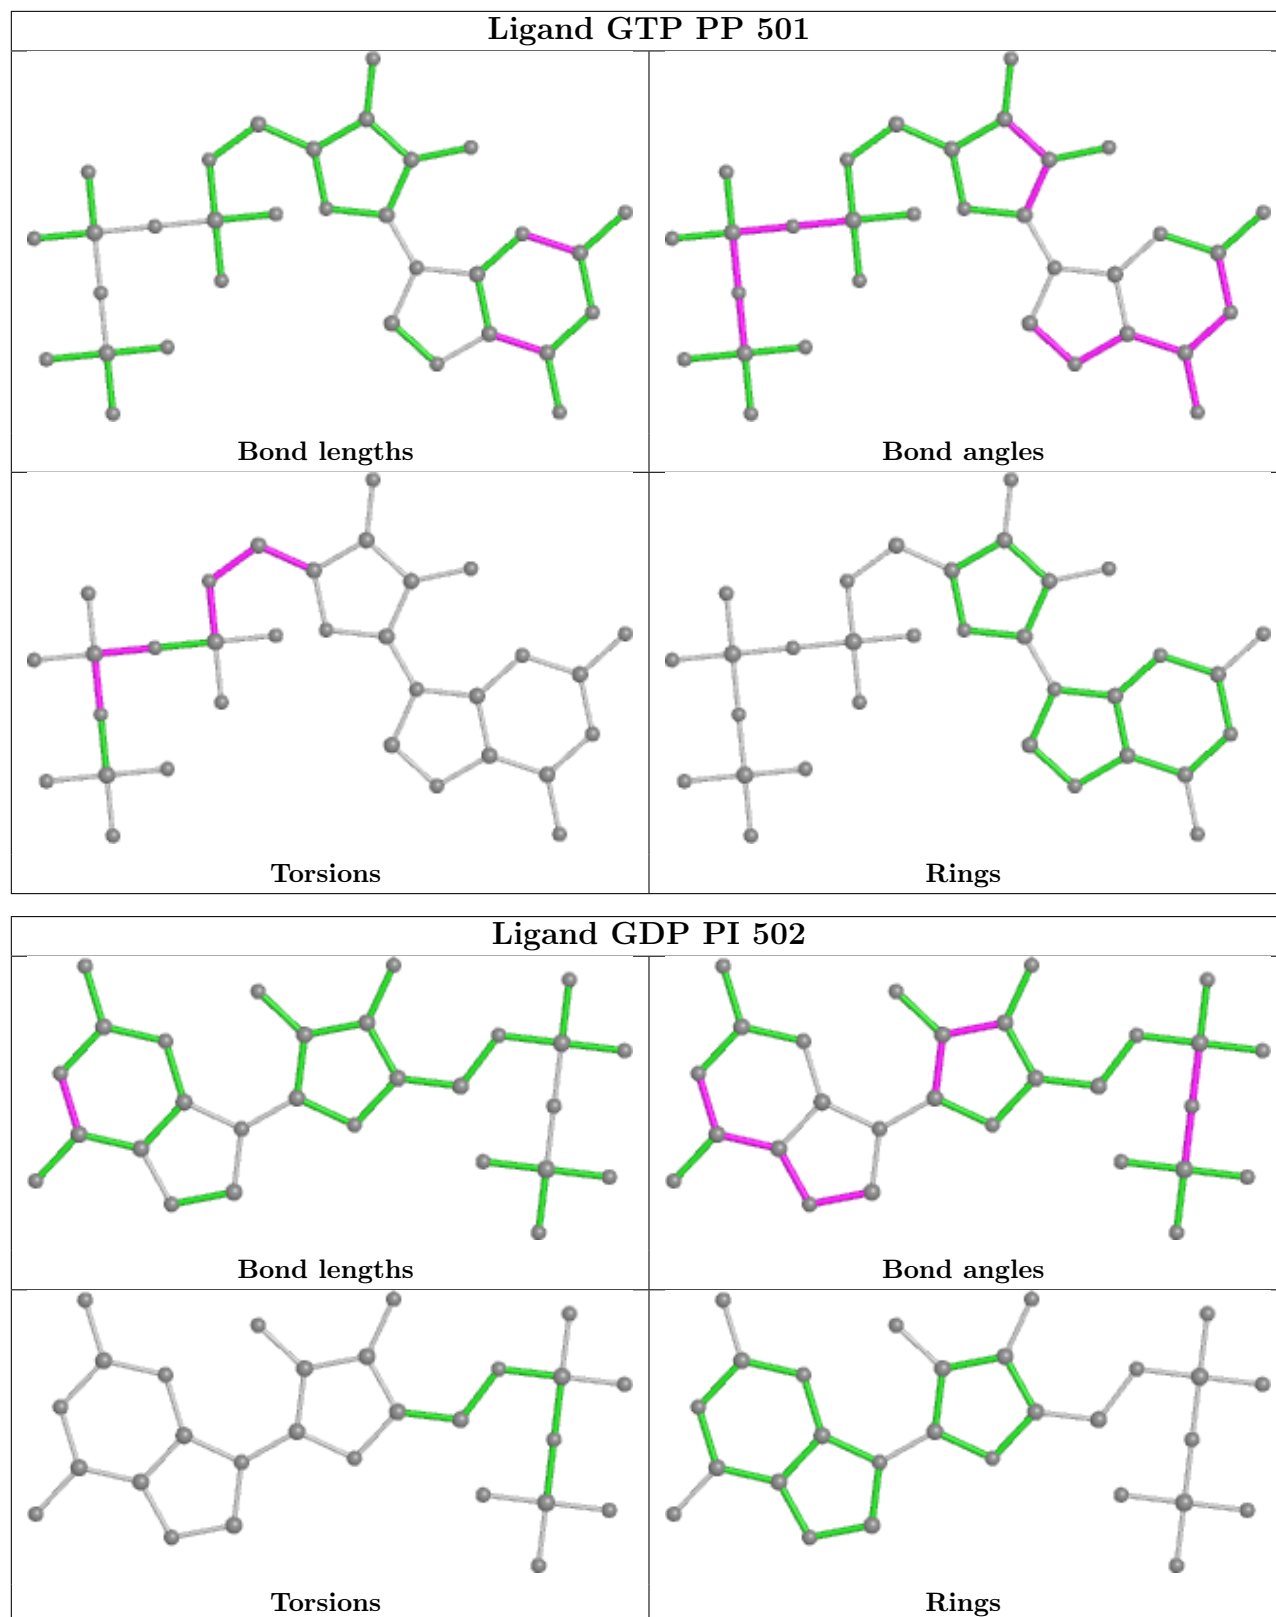 Ligand GTP PP 501
Bond lengths
Bond angles
Torsions
Rings
Ligand GDP PI 502
Bond lengths
Bond angles
Torsions
Rings